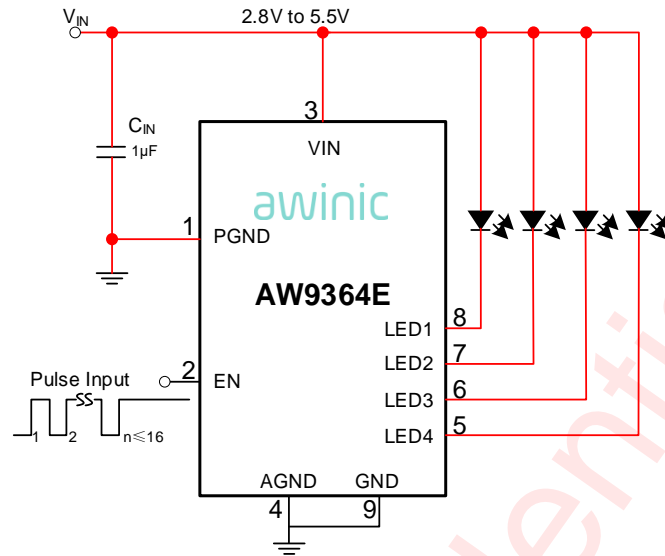 VIN
2.8V to 5.5V
CIN
1µF
3
VIN
awinic
1
PGND
AW9364E
LED1
8
LED2
7
2
EN
Pulse Input
LED3
6
LED4
5
1
2
n≤16
AGND
GND
4
9